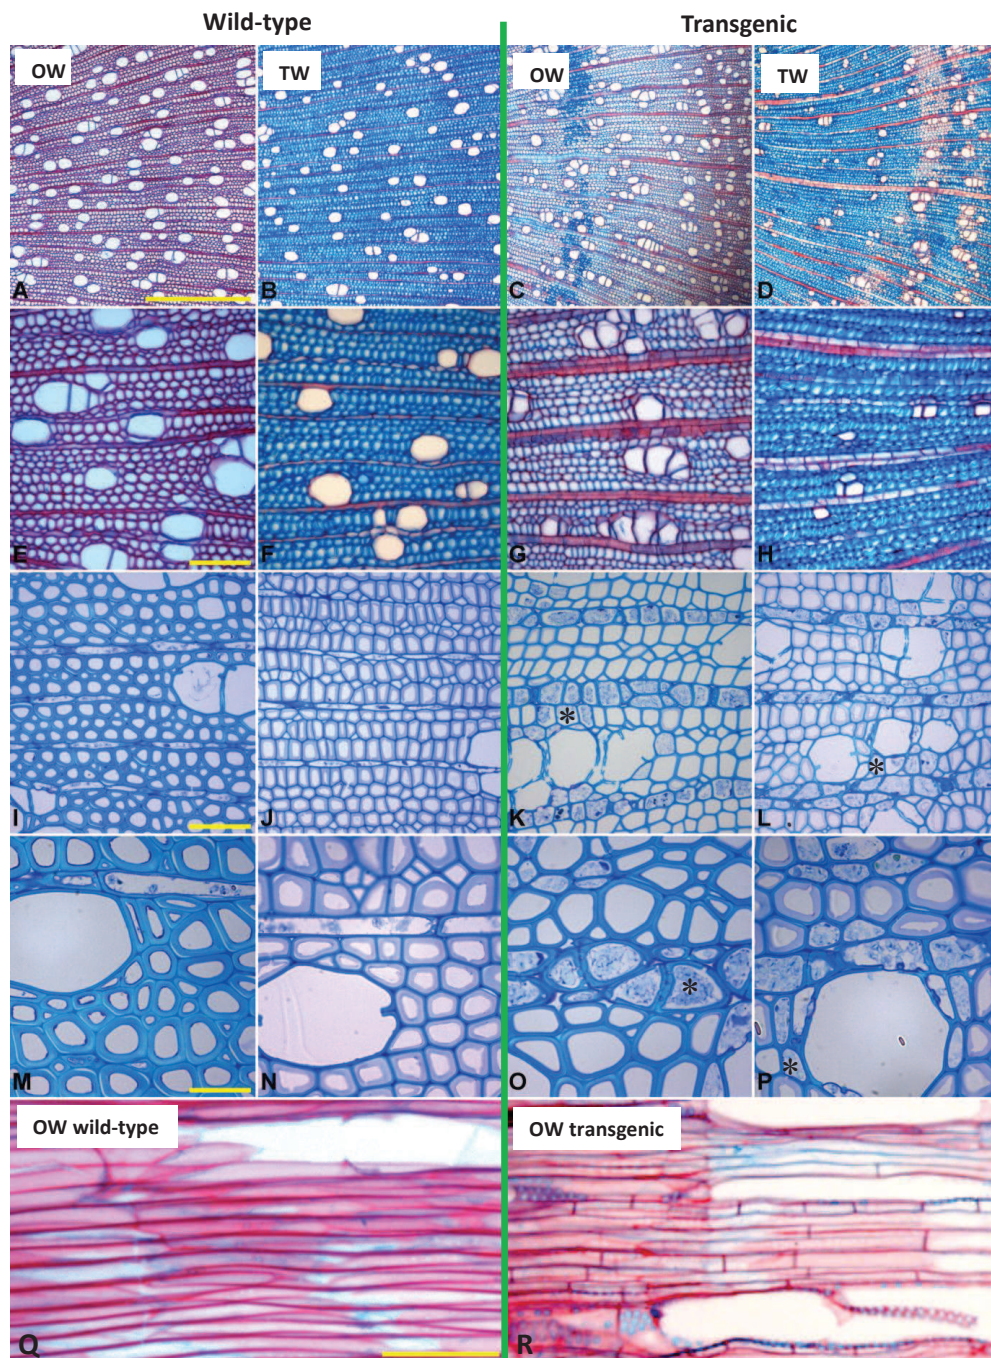 Wild-type Transgenic
OW TW OW TW
A B C D
E F G H
I J K * L *
M N O * P *
OW wild-type OW transgenic
Q R